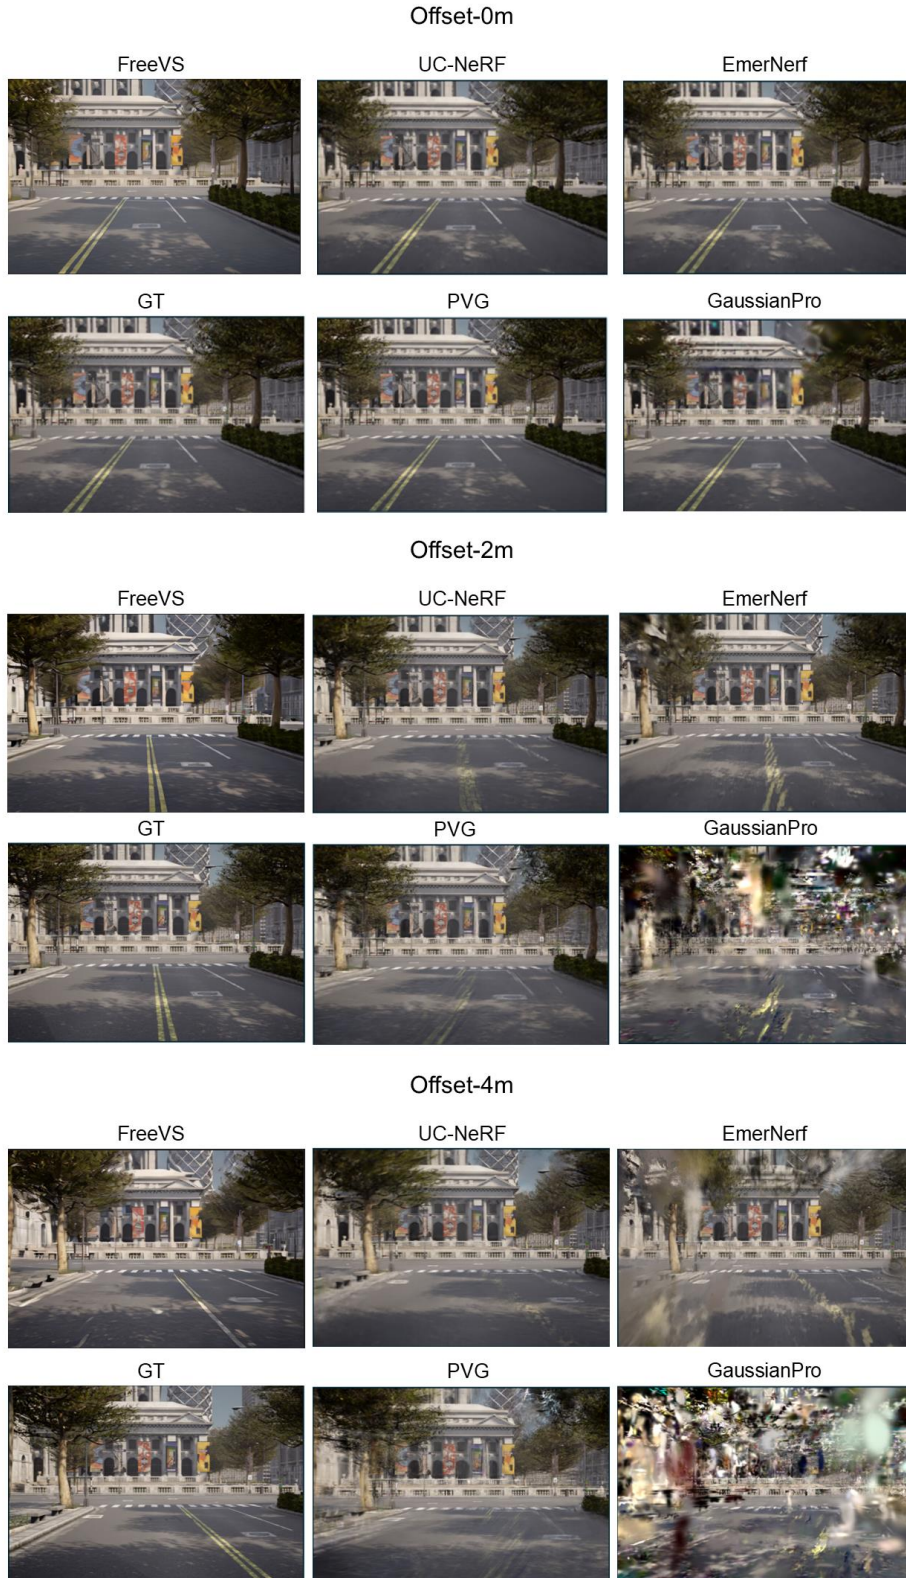 Offset-0m
FreeVS UC-NeRF EmerNerf
GT PVG GaussianPro
Offset-2m
FreeVS UC-NeRF EmerNerf
GT PVG GaussianPro
Offset-4m
FreeVS UC-NeRF EmerNerf
GT PVG GaussianPro